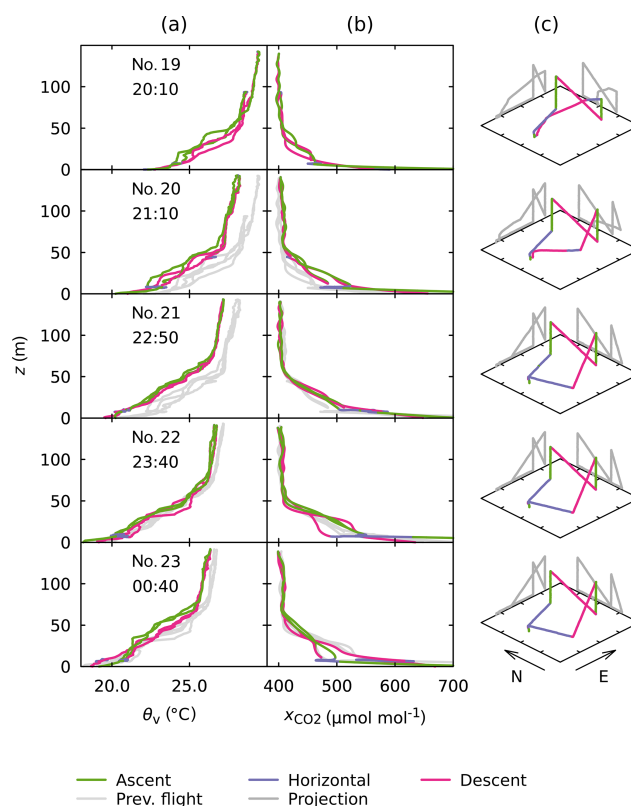 (a) (b) (c)
No. 19
20:10
100
50
0
No. 20
21:10
100
50
0
No. 21
22:50
100
50
0
z (m)
No. 22
23:40
100
50
0
No. 23
00:40
100
50
0
20.0 25.0 400 500 600 700
N E
θv (°C) xCO2 (µmol mol⁻¹)
Ascent Horizontal Descent
Prev. flight Projection